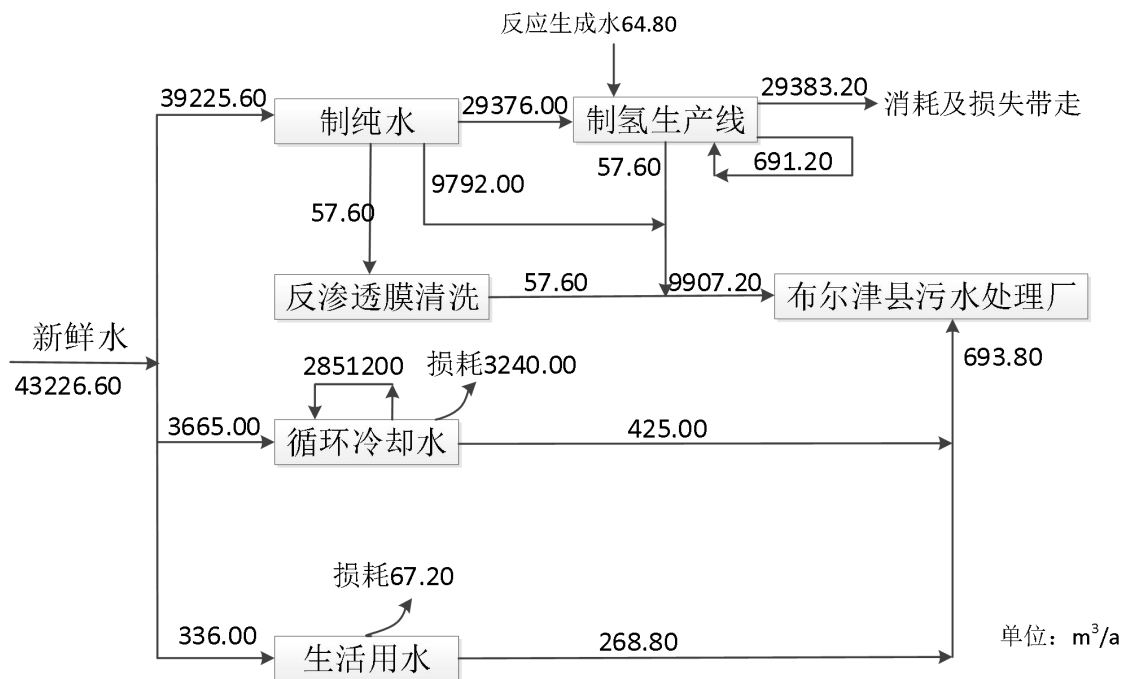 反应生成水64.80
39225.60
制纯水
29376.00
制氢生产线
29383.20
消耗及损失带走
691.20
57.60
9792.00
57.60
反渗透膜清洗
57.60
9907.20
布尔津县污水处理厂
新鲜水
43226.60
693.80
2851200
损耗3240.00
3665.00
循环冷却水
425.00
损耗67.20
336.00
生活用水
268.80
单位：m³/a